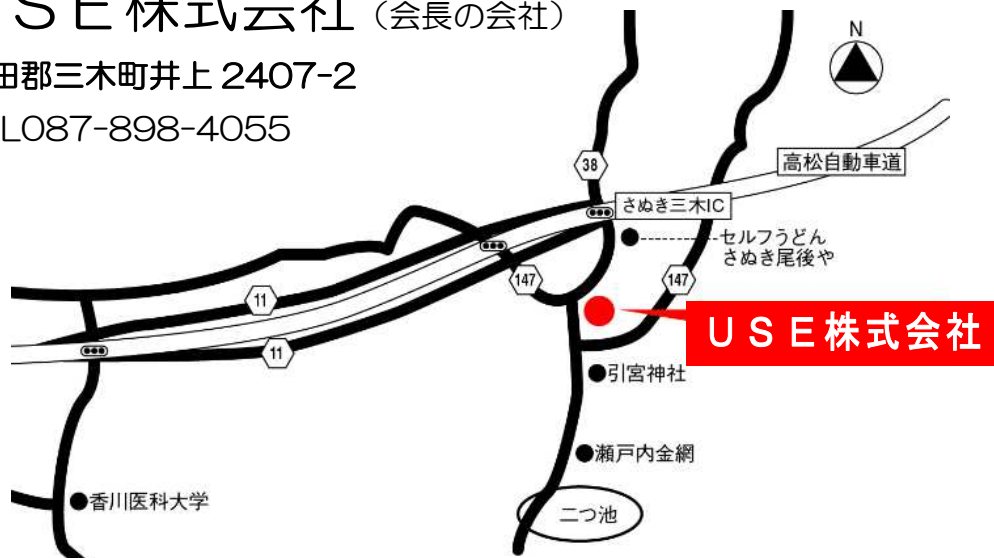 ＳＥ株式会社（会長の会社）
田郡三木町井上 2407-2
L087-898-4055
N
38
高松自動車道
さぬき三木IC
セルフうどん
さぬき尾後や
147
147
11
11
ＵＳＥ株式会社
引宮神社
瀬戸内金網
香川医科大学
二つ池